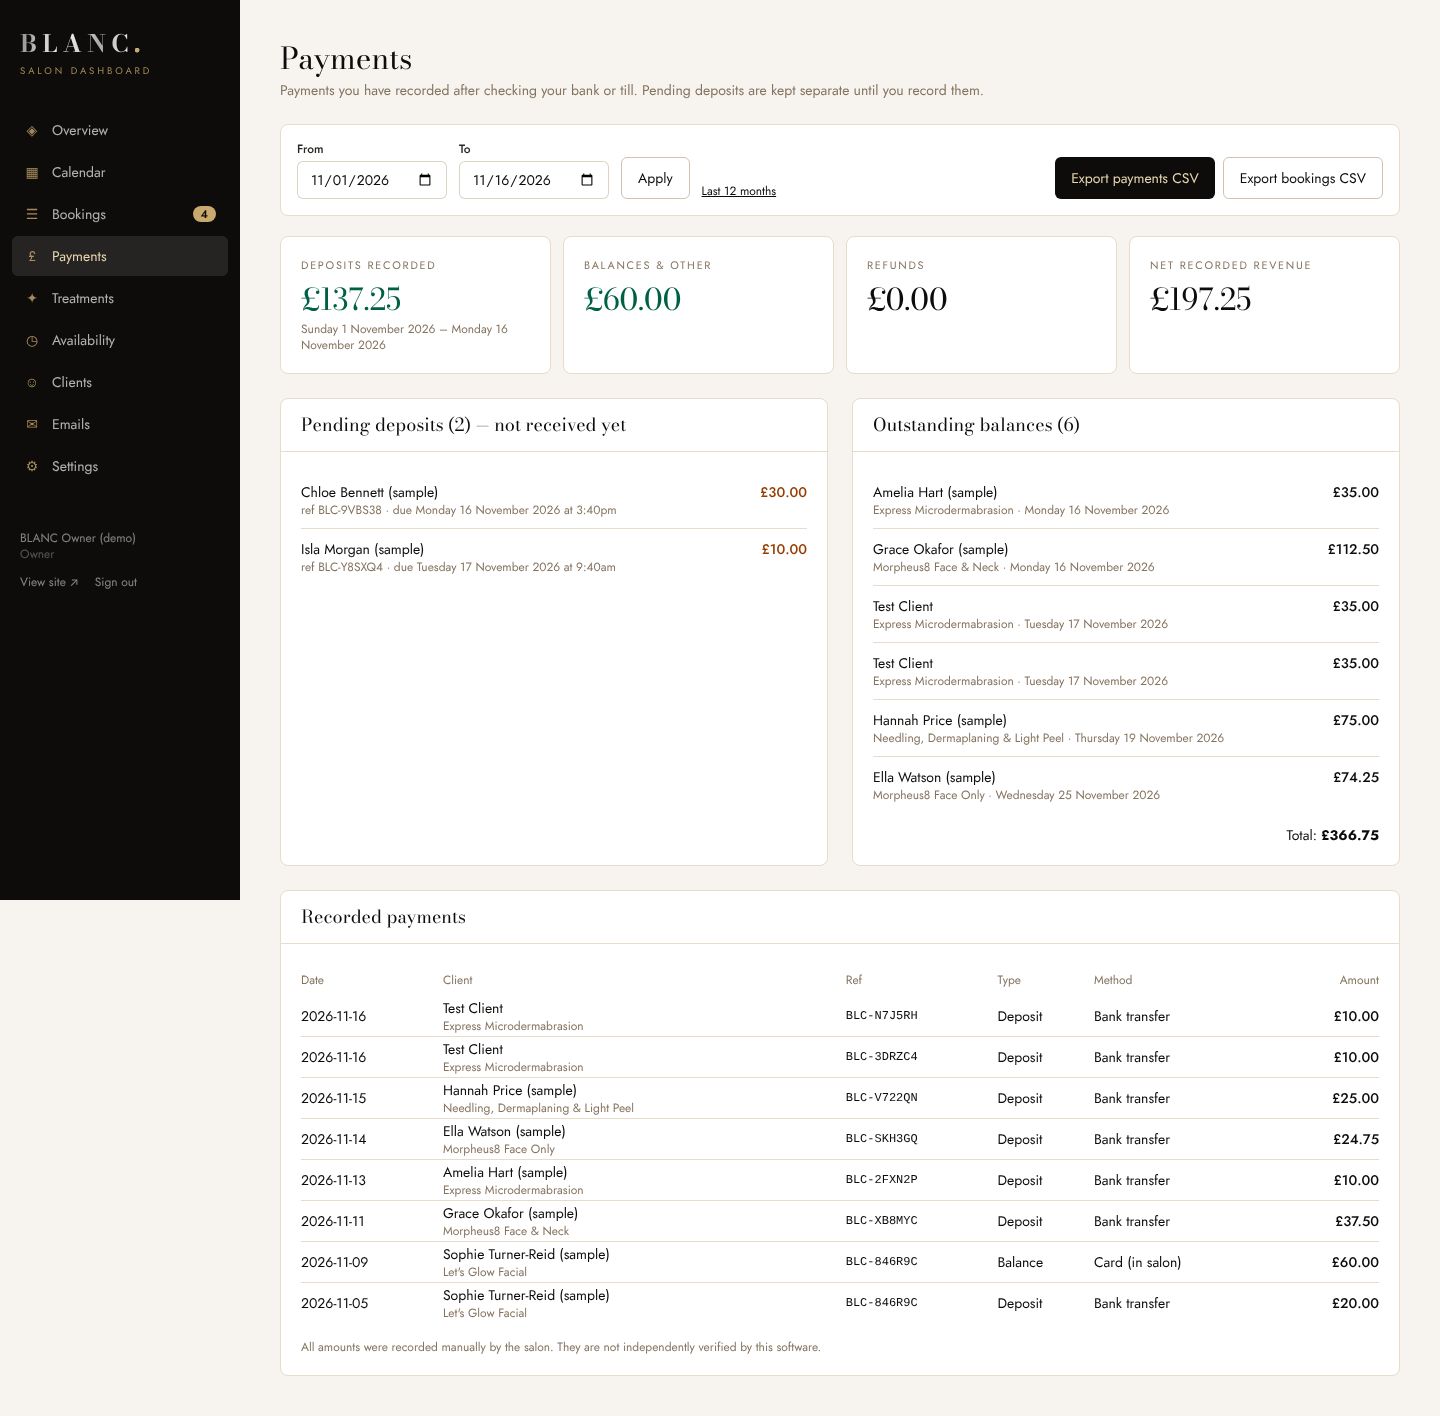 BLANC.
SALON DASHBOARD
Overview
Calendar
Bookings 4
£ Payments
Treatments
Availability
Clients
Emails
Settings
BLANC Owner (demo)
Owner
View site ↗ Sign out
Payments
Payments you have recorded after checking your bank or till. Pending deposits are kept separate until you record them.
From To
11/01/2026 11/16/2026 Apply Last 12 months Export payments CSV Export bookings CSV
DEPOSITS RECORDED
£137.25
Sunday 1 November 2026 – Monday 16
November 2026
BALANCES & OTHER
£60.00
REFUNDS
£0.00
NET RECORDED REVENUE
£197.25
Pending deposits (2) — not received yet
Chloe Bennett (sample) £30.00
ref BLC-9VBS38 · due Monday 16 November 2026 at 3:40pm
Isla Morgan (sample) £10.00
ref BLC-Y8SXQ4 · due Tuesday 17 November 2026 at 9:40am
Outstanding balances (6)
Amelia Hart (sample) £35.00
Express Microdermabrasion · Monday 16 November 2026
Grace Okafor (sample) £112.50
Morpheus8 Face & Neck · Monday 16 November 2026
Test Client £35.00
Express Microdermabrasion · Tuesday 17 November 2026
Test Client £35.00
Express Microdermabrasion · Tuesday 17 November 2026
Hannah Price (sample) £75.00
Needling, Dermaplaning & Light Peel · Thursday 19 November 2026
Ella Watson (sample) £74.25
Morpheus8 Face Only · Wednesday 25 November 2026
Total: £366.75
Recorded payments
Date Client Ref Type Method Amount
2026-11-16 Test Client BLC-N7J5RH Deposit Bank transfer £10.00
Express Microdermabrasion
2026-11-16 Test Client BLC-3DRZC4 Deposit Bank transfer £10.00
Express Microdermabrasion
2026-11-15 Hannah Price (sample) BLC-V722QN Deposit Bank transfer £25.00
Needling, Dermaplaning & Light Peel
2026-11-14 Ella Watson (sample) BLC-SKH3GQ Deposit Bank transfer £24.75
Morpheus8 Face Only
2026-11-13 Amelia Hart (sample) BLC-2FXN2P Deposit Bank transfer £10.00
Express Microdermabrasion
2026-11-11 Grace Okafor (sample) BLC-XB8MYC Deposit Bank transfer £37.50
Morpheus8 Face & Neck
2026-11-09 Sophie Turner-Reid (sample) BLC-846R9C Balance Card (in salon) £60.00
Let's Glow Facial
2026-11-05 Sophie Turner-Reid (sample) BLC-846R9C Deposit Bank transfer £20.00
Let's Glow Facial
All amounts were recorded manually by the salon. They are not independently verified by this software.